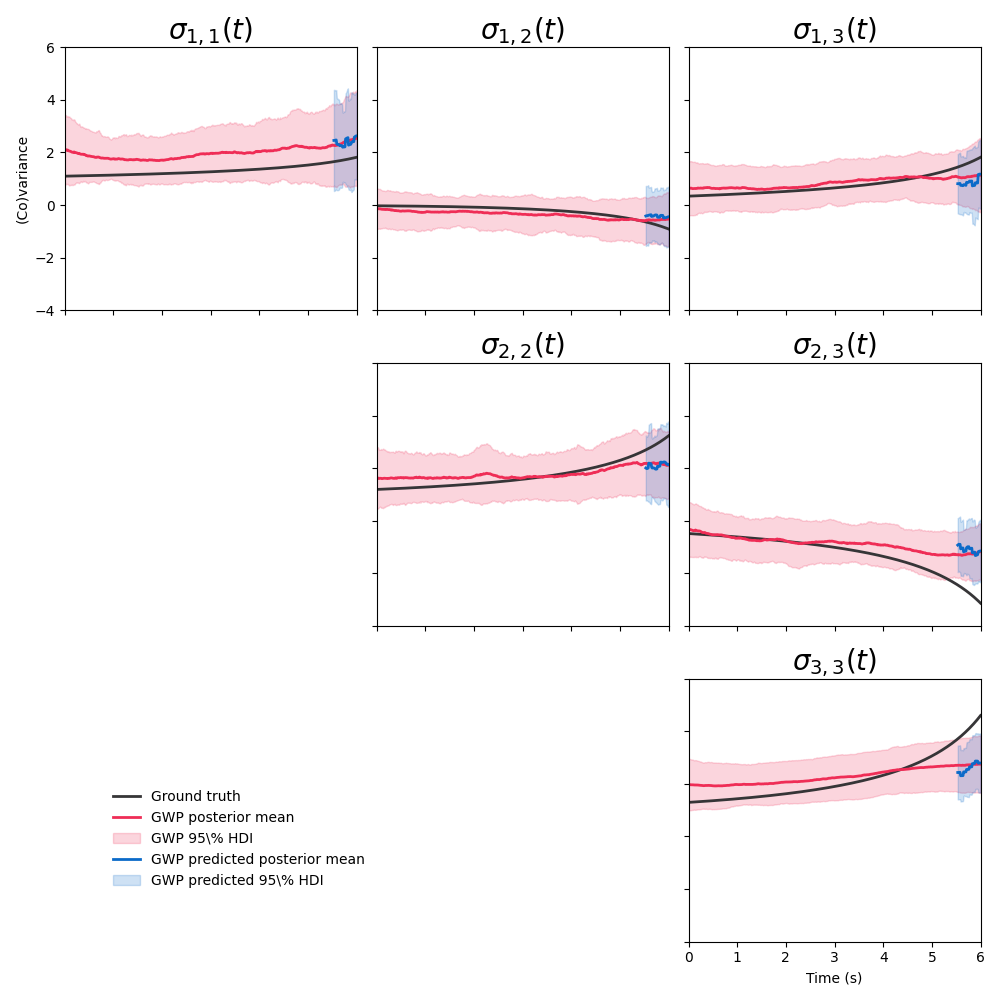 σ1,1(t)
σ1,2(t)
σ1,3(t)
6
4
2
0
−2
−4
(Co)variance
σ2,2(t)
σ2,3(t)
σ3,3(t)
Ground truth
GWP posterior mean
GWP 95\% HDI
GWP predicted posterior mean
GWP predicted 95\% HDI
0 1 2 3 4 5 6
Time (s)